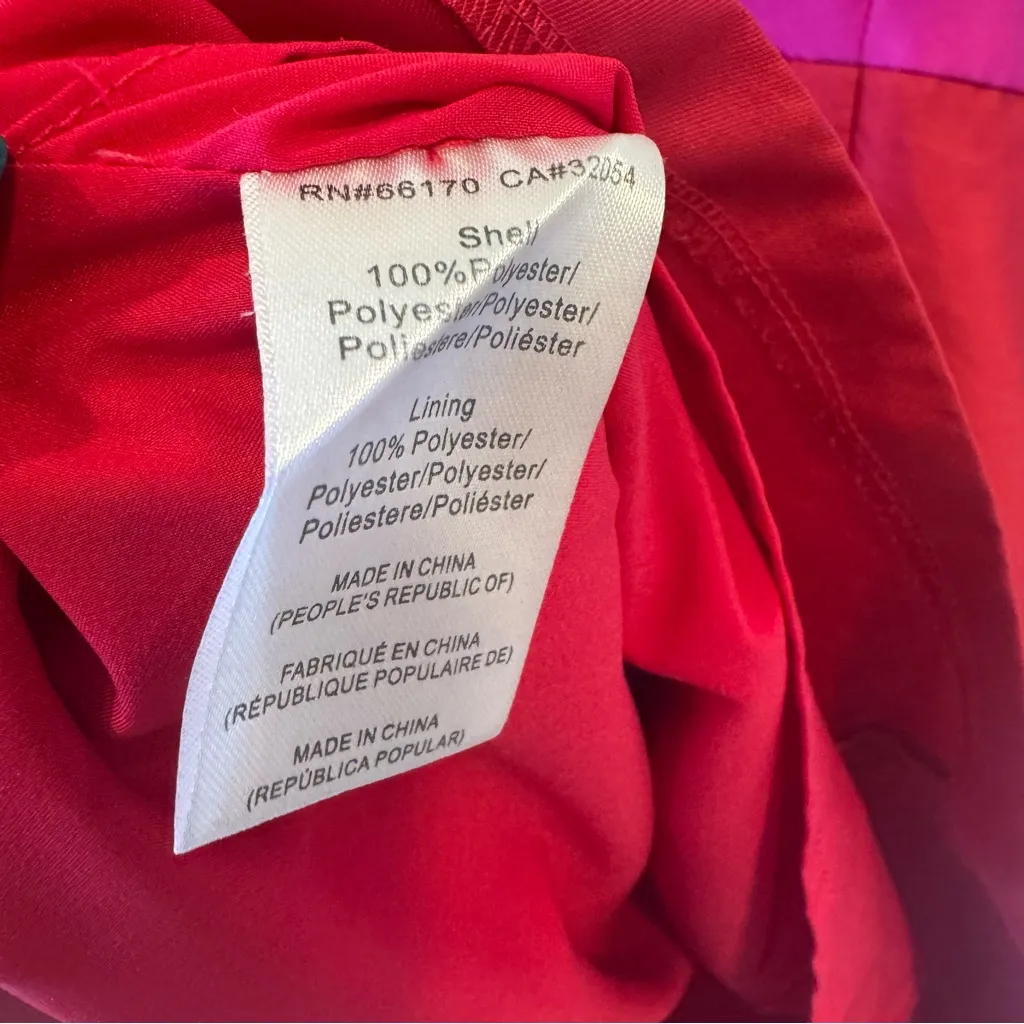 RN#66170 CA#32054
Shell
100% Polyester/
Polyester/Polyester/
Poliestere/Poliéster
Lining
100% Polyester/
Polyester/Polyester/
Poliestere/Poliéster
MADE IN CHINA
(PEOPLE'S REPUBLIC OF)
FABRIQUÉ EN CHINA
(RÉPUBLIQUE POPULAIRE DE)
MADE IN CHINA
(REPÚBLICA POPULAR)